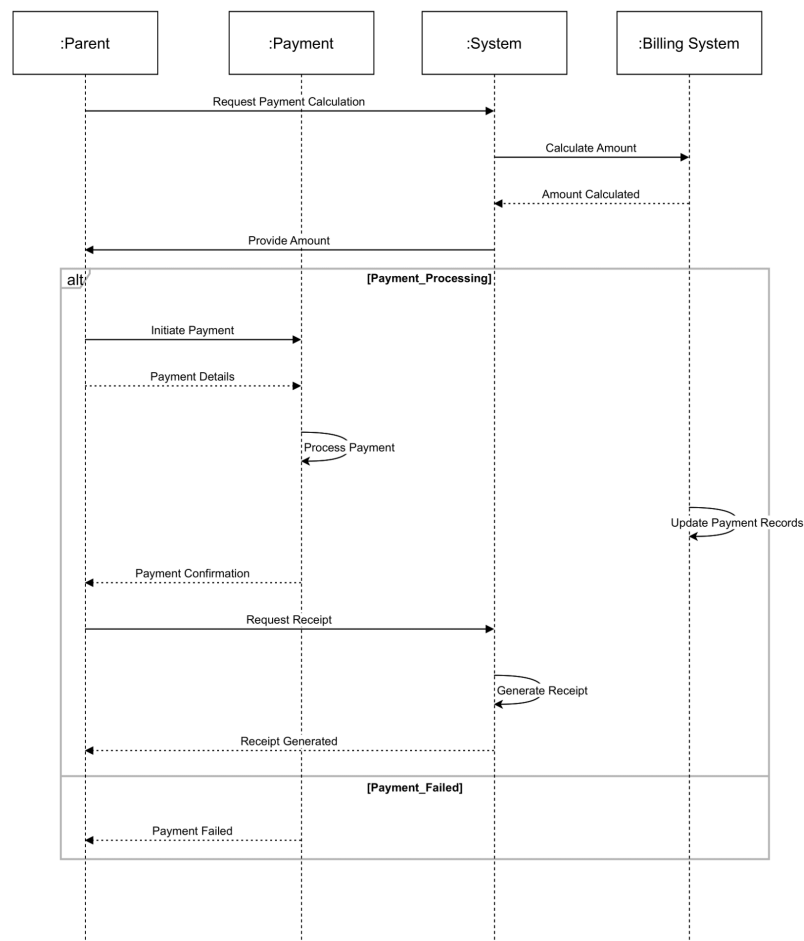 :Parent
:Payment
:System
:Billing System
Request Payment Calculation
Calculate Amount
Amount Calculated
Provide Amount
alt
[Payment_Processing]
Initiate Payment
Payment Details
Process Payment
Update Payment Records
Payment Confirmation
Request Receipt
Generate Receipt
Receipt Generated
[Payment_Failed]
Payment Failed